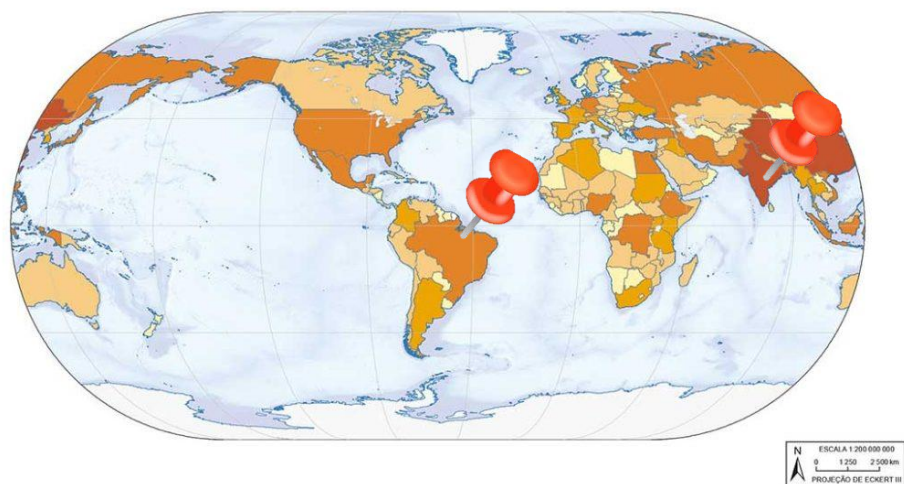 N
ESCALA 1:200 000 000
0 1 250 2 500 km
PROJEÇÃO DE ECKERT III